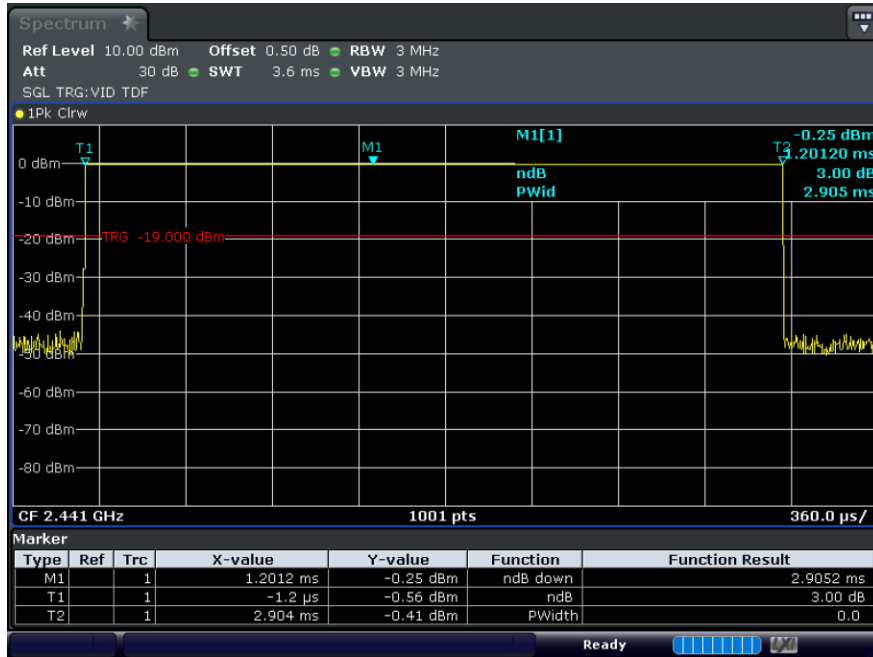 Spectrum
Ref Level 10.00 dBm Offset 0.50 dB RBW 3 MHz
Att 30 dB SWT 3.6 ms VBW 3 MHz
SGL TRG:VID TDF
1Pk Clrw
M1[1] -0.25 dBm
1.20120 ms
ndB 3.00 dB
PWid 2.905 ms
T1 M1 T2
0 dBm
-10 dBm
-20 dBm TRG -19.000 dBm
-30 dBm
-40 dBm
-50 dBm
-60 dBm
-70 dBm
-80 dBm
CF 2.441 GHz 1001 pts 360.0 µs/
Marker
Type Ref Trc X-value Y-value Function Function Result
M1 1 1.2012 ms -0.25 dBm ndB down 2.9052 ms
T1 1 -1.2 µs -0.56 dBm ndB 3.00 dB
T2 1 2.904 ms -0.41 dBm PWidth 0.0
Ready LXI